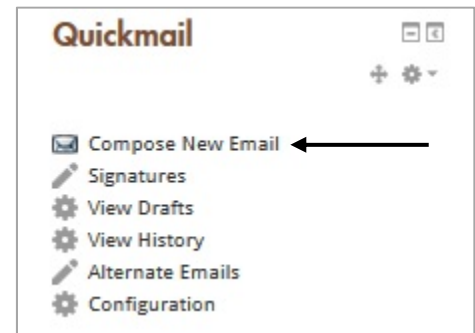 Quickmail
Compose New Email
Signatures
View Drafts
View History
Alternate Emails
Configuration